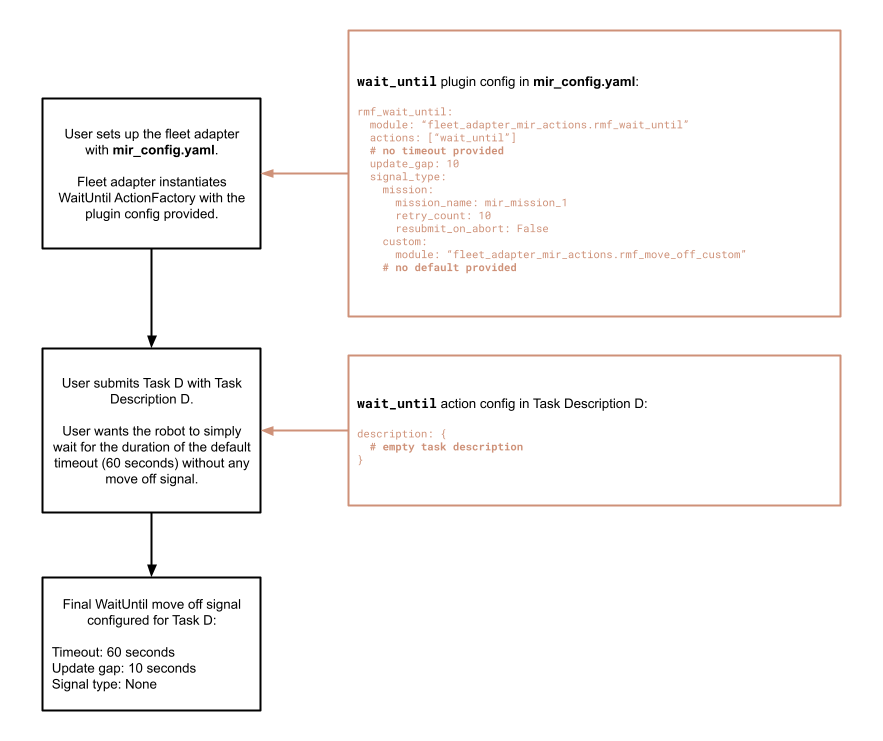 User sets up the fleet adapter
with mir_config.yaml.
Fleet adapter instantiates
WaitUntil ActionFactory with the
plugin config provided.
wait_until plugin config in mir_config.yaml:
rmf_wait_until:
  module: “fleet_adapter_mir_actions.rmf_wait_until”
  actions: [“wait_until”]
  # no timeout provided
  update_gap: 10
  signal_type:
    mission:
      mission_name: mir_mission_1
      retry_count: 10
      resubmit_on_abort: False
    custom:
      module: “fleet_adapter_mir_actions.rmf_move_off_custom”
    # no default provided
User submits Task D with Task
Description D.
User wants the robot to simply
wait for the duration of the default
timeout (60 seconds) without any
move off signal.
wait_until action config in Task Description D:
description: {
  # empty task description
}
Final WaitUntil move off signal
configured for Task D:
Timeout: 60 seconds
Update gap: 10 seconds
Signal type: None